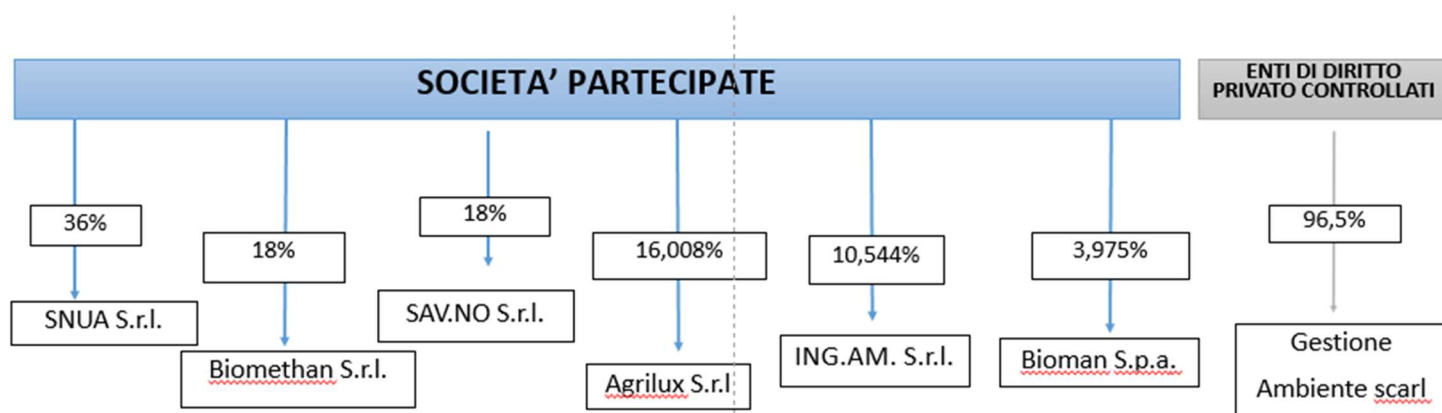 SOCIETA’ PARTECIPATE
ENTI DI DIRITTO
PRIVATO CONTROLLATI
36%
18%
18%
16,008%
10,544%
3,975%
96,5%
SNUA S.r.l.
Biomethan S.r.l.
SAV.NO S.r.l.
Agrilux S.r.l
ING.AM. S.r.l.
Bioman S.p.a.
Gestione
Ambiente scarl